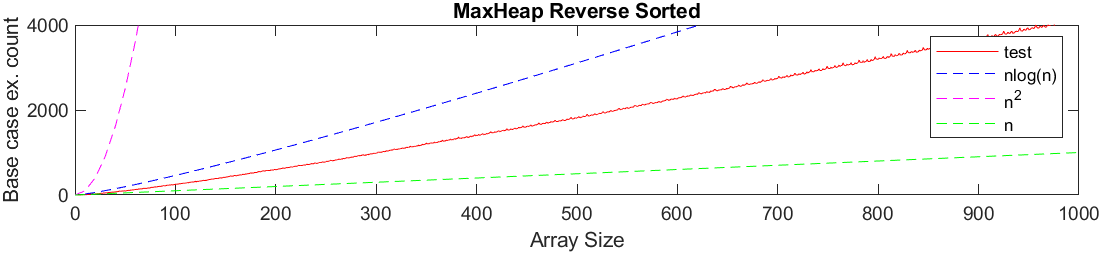 MaxHeap Reverse Sorted
Base case ex. count
4000
2000
0
test
nlog(n)
n²
n
0 100 200 300 400 500 600 700 800 900 1000
Array Size